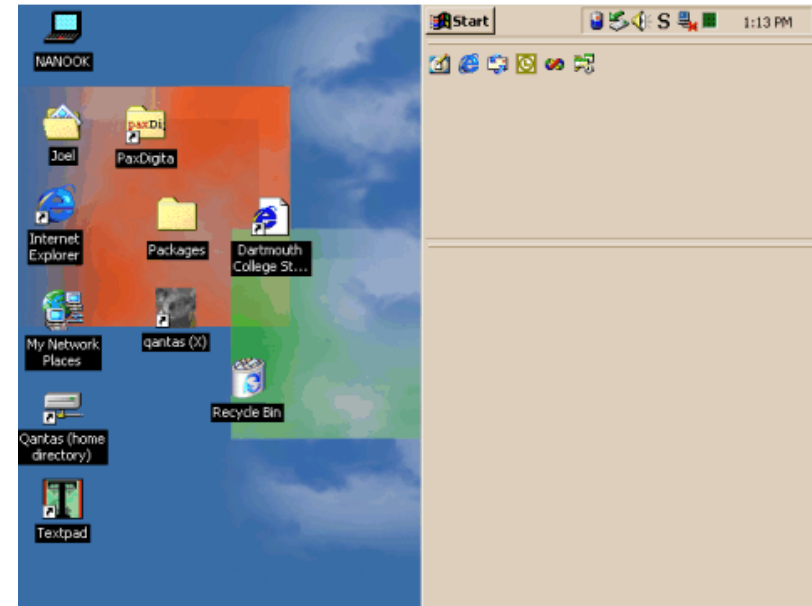 NANOOK
Start
S
1:13 PM
Joel
paxDi
PaxDigita
Internet
Explorer
Packages
Dartmouth
College St...
My Network
Places
qantas (X)
Recycle Bin
Qantas (home
directory)
T
Textpad